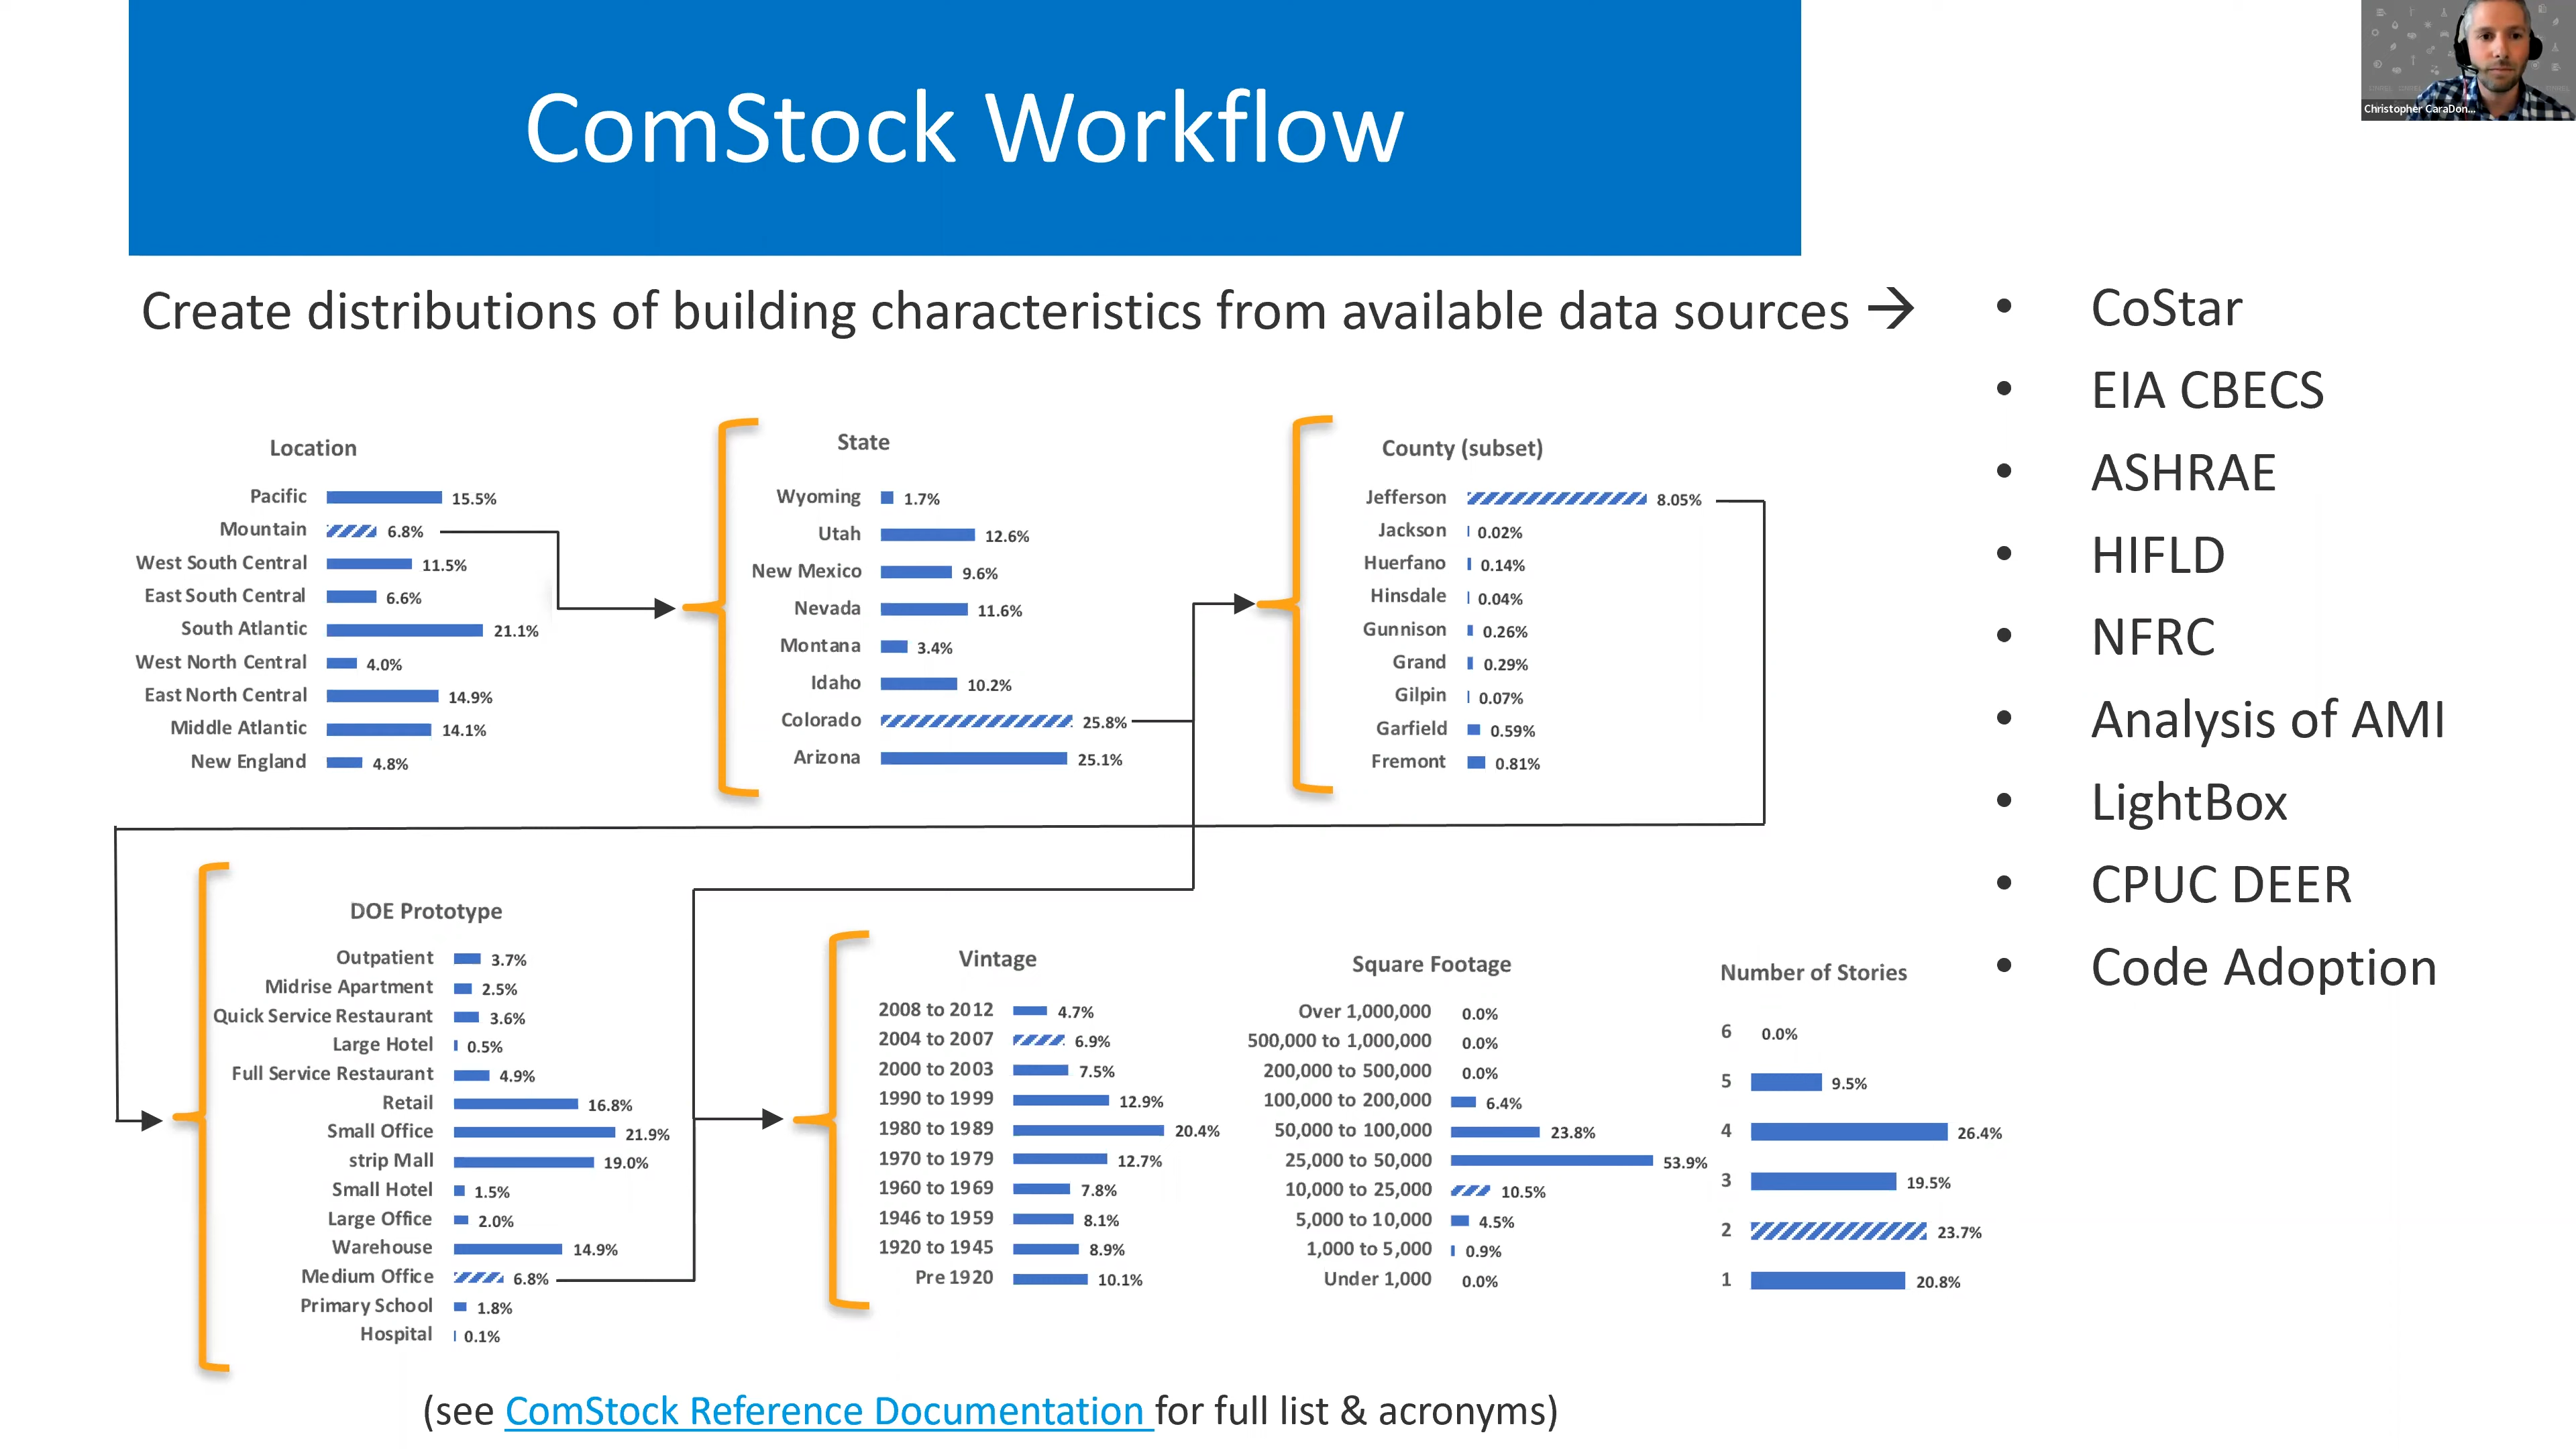 ComStock Workflow
Christopher CaraDon...
Create distributions of building characteristics from available data sources →
• CoStar
• EIA CBECS
• ASHRAE
• HIFLD
• NFRC
• Analysis of AMI
• LightBox
• CPUC DEER
• Code Adoption
Location
Pacific 15.5%
Mountain 6.8%
West South Central 11.5%
East South Central 6.6%
South Atlantic 21.1%
West North Central 4.0%
East North Central 14.9%
Middle Atlantic 14.1%
New England 4.8%
State
Wyoming 1.7%
Utah 12.6%
New Mexico 9.6%
Nevada 11.6%
Montana 3.4%
Idaho 10.2%
Colorado 25.8%
Arizona 25.1%
County (subset)
Jefferson 8.05%
Jackson 0.02%
Huerfano 0.14%
Hinsdale 0.04%
Gunnison 0.26%
Grand 0.29%
Gilpin 0.07%
Garfield 0.59%
Fremont 0.81%
DOE Prototype
Outpatient 3.7%
Midrise Apartment 2.5%
Quick Service Restaurant 3.6%
Large Hotel 0.5%
Full Service Restaurant 4.9%
Retail 16.8%
Small Office 21.9%
strip Mall 19.0%
Small Hotel 1.5%
Large Office 2.0%
Warehouse 14.9%
Medium Office 6.8%
Primary School 1.8%
Hospital 0.1%
Vintage
2008 to 2012 4.7%
2004 to 2007 6.9%
2000 to 2003 7.5%
1990 to 1999 12.9%
1980 to 1989 20.4%
1970 to 1979 12.7%
1960 to 1969 7.8%
1946 to 1959 8.1%
1920 to 1945 8.9%
Pre 1920 10.1%
Square Footage
Over 1,000,000 0.0%
500,000 to 1,000,000 0.0%
200,000 to 500,000 0.0%
100,000 to 200,000 6.4%
50,000 to 100,000 23.8%
25,000 to 50,000 53.9%
10,000 to 25,000 10.5%
5,000 to 10,000 4.5%
1,000 to 5,000 0.9%
Under 1,000 0.0%
Number of Stories
6 0.0%
5 9.5%
4 26.4%
3 19.5%
2 23.7%
1 20.8%
(see ComStock Reference Documentation for full list & acronyms)